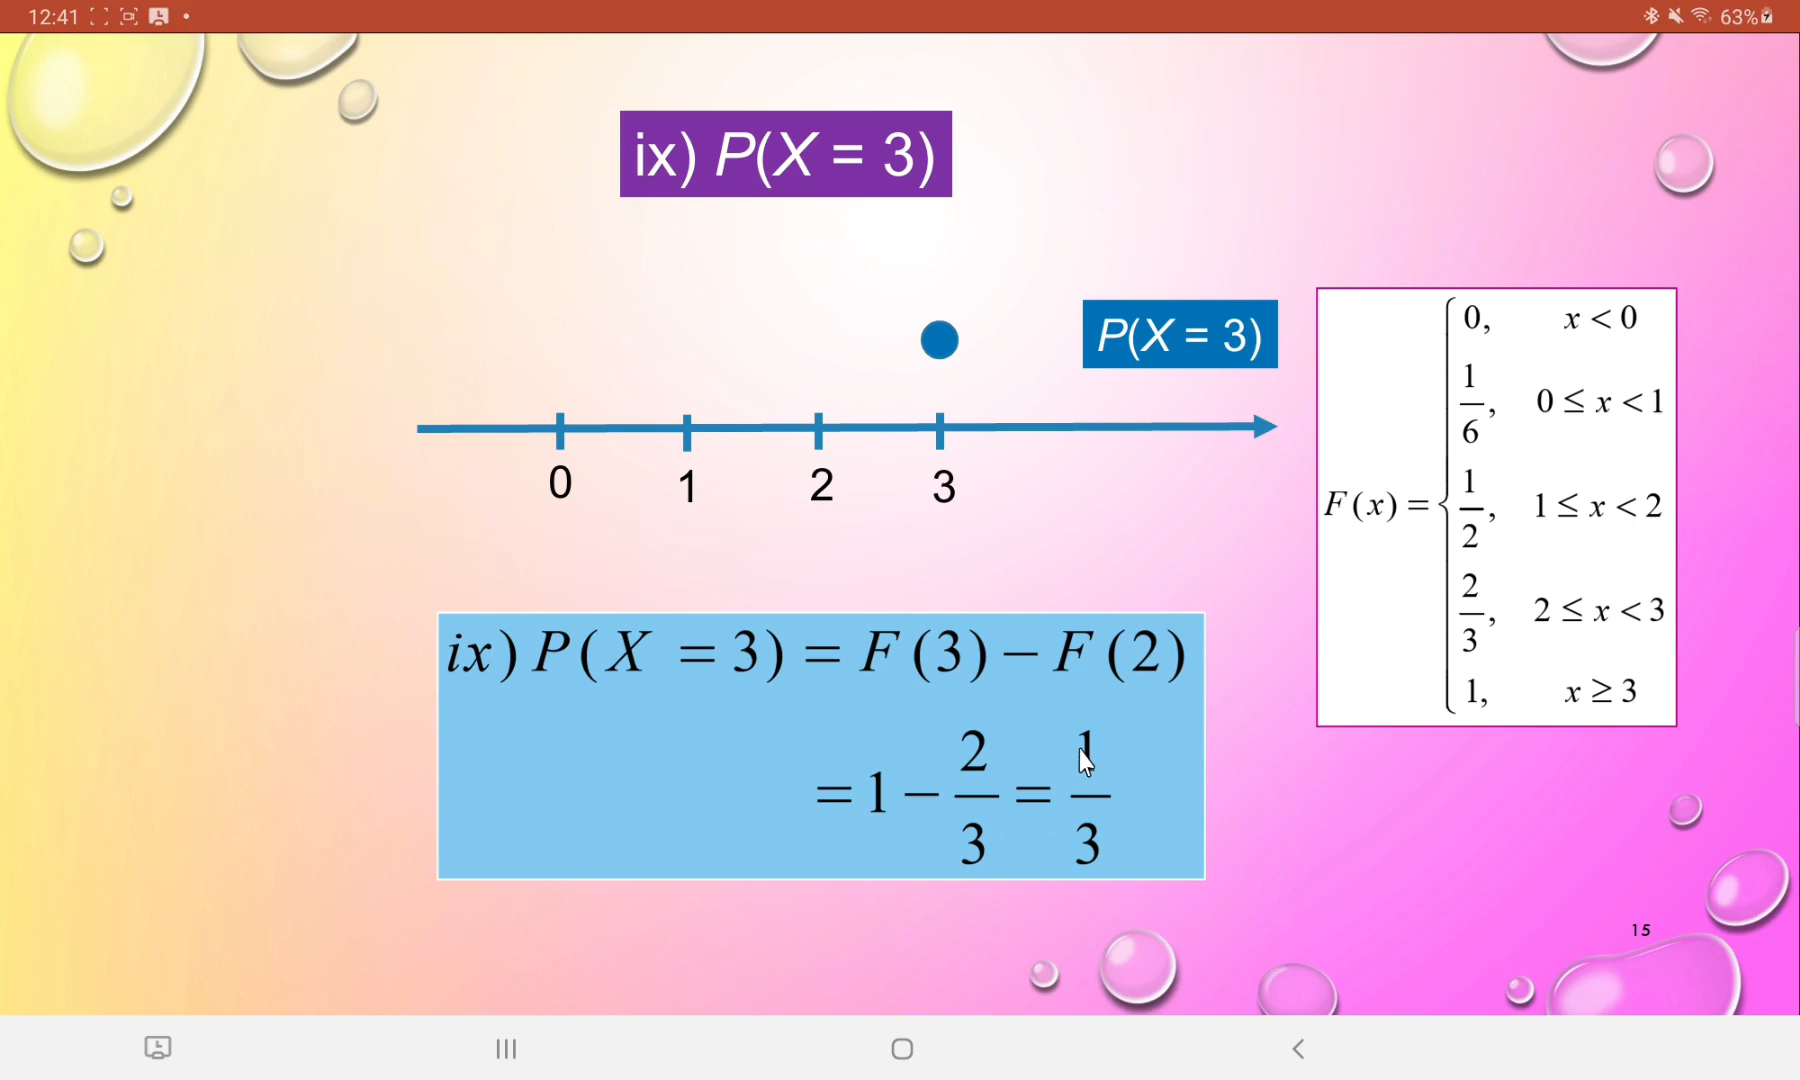 12:41
63%
ix) P(X = 3)
P(X = 3)
0 1 2 3
F(x) = { 0, x < 0
1/6, 0 ≤ x < 1
1/2, 1 ≤ x < 2
2/3, 2 ≤ x < 3
1, x ≥ 3
ix) P(X = 3) = F(3) − F(2)
= 1 − 2/3 = 1/3
15